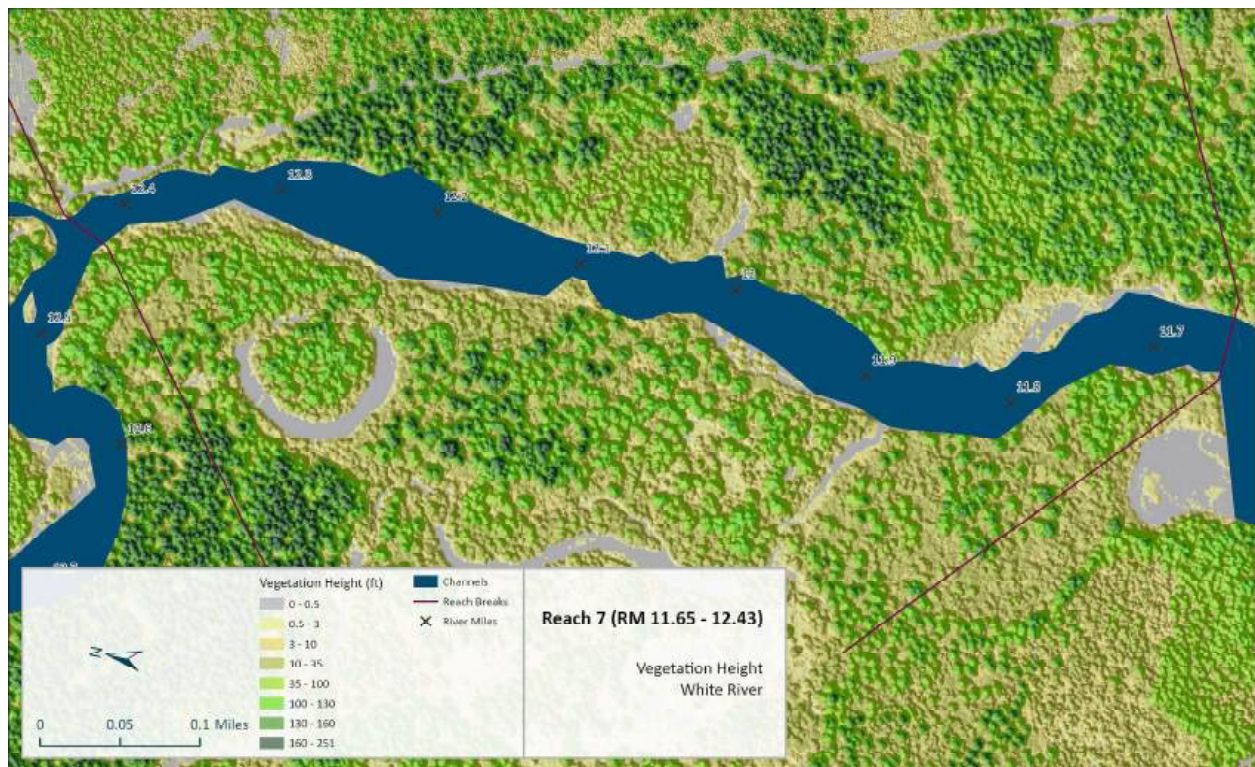 12.4
12.3
12.2
12.1
12
11.9
11.8
11.7
12.5
12.6
Vegetation Height (ft)
0 - 0.5
0.5 - 3
3 - 10
10 - 35
35 - 100
100 - 130
130 - 160
160 - 251
Channels
Reach Breaks
River Miles
N
0 0.05 0.1 Miles
Reach 7 (RM 11.65 - 12.43)
Vegetation Height
White River